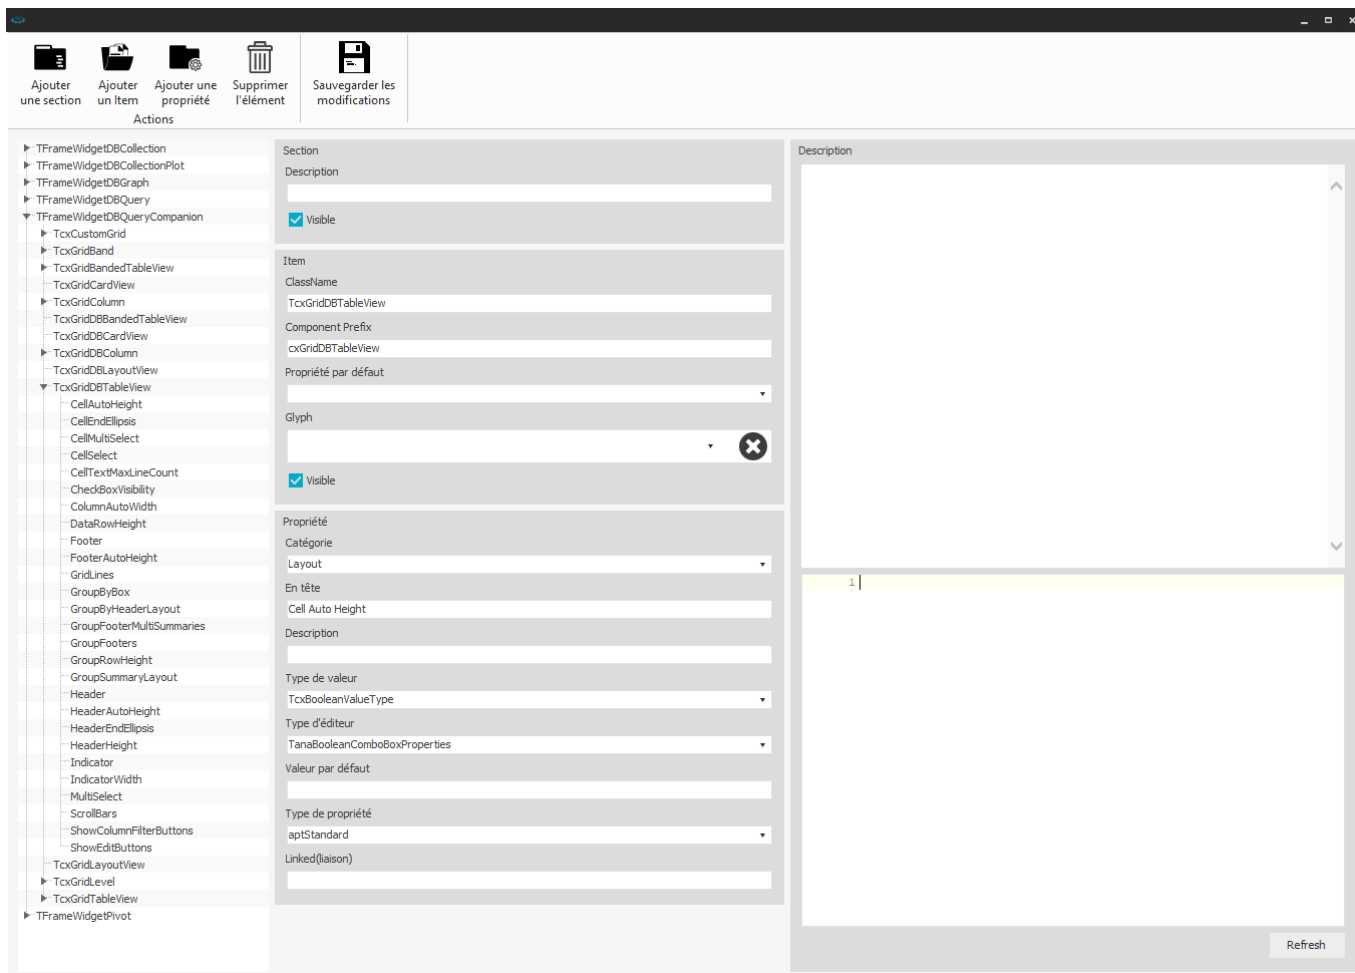 Ajouter
une section
Ajouter
un Item
Ajouter une
propriété
Supprimer
l'élément
Sauvegarder les
modifications
Actions
TFrameWidgetDBCollection
TFrameWidgetDBCollectionPlot
TFrameWidgetDBGraph
TFrameWidgetDBQuery
TFrameWidgetDBQueryCompanion
TcxCustomGrid
TcxGridBand
TcxGridBandedTableView
TcxGridCardView
TcxGridColumn
TcxGridDBBandedTableView
TcxGridDBCardView
TcxGridDBColumn
TcxGridDBLayoutView
TcxGridDBTableView
CellAutoHeight
CellEndEllipsis
CellMultiSelect
CellSelect
CellTextMaxLineCount
CheckBoxVisibility
ColumnAutoWidth
DataRowHeight
Footer
FooterAutoHeight
GridLines
GroupByBox
GroupByHeaderLayout
GroupFooterMultiSummaries
GroupFooters
GroupRowHeight
GroupSummaryLayout
Header
HeaderAutoHeight
HeaderEndEllipsis
HeaderHeight
Indicator
IndicatorWidth
MultiSelect
ScrollBars
ShowColumnFilterButtons
ShowEditButtons
TcxGridLayoutView
TcxGridLevel
TcxGridTableView
TFrameWidgetPivot
Section
Description
Visible
Item
ClassName
TcxGridDBTableView
Component Prefix
cxGridDBTableView
Propriété par défaut
Glyph
Visible
Propriété
Catégorie
Layout
En tête
Cell Auto Height
Description
Type de valeur
TcxBooleanValueType
Type d'éditeur
TanaBooleanComboBoxProperties
Valeur par défaut
Type de propriété
aptStandard
Linked(liaison)
Description
1
Refresh